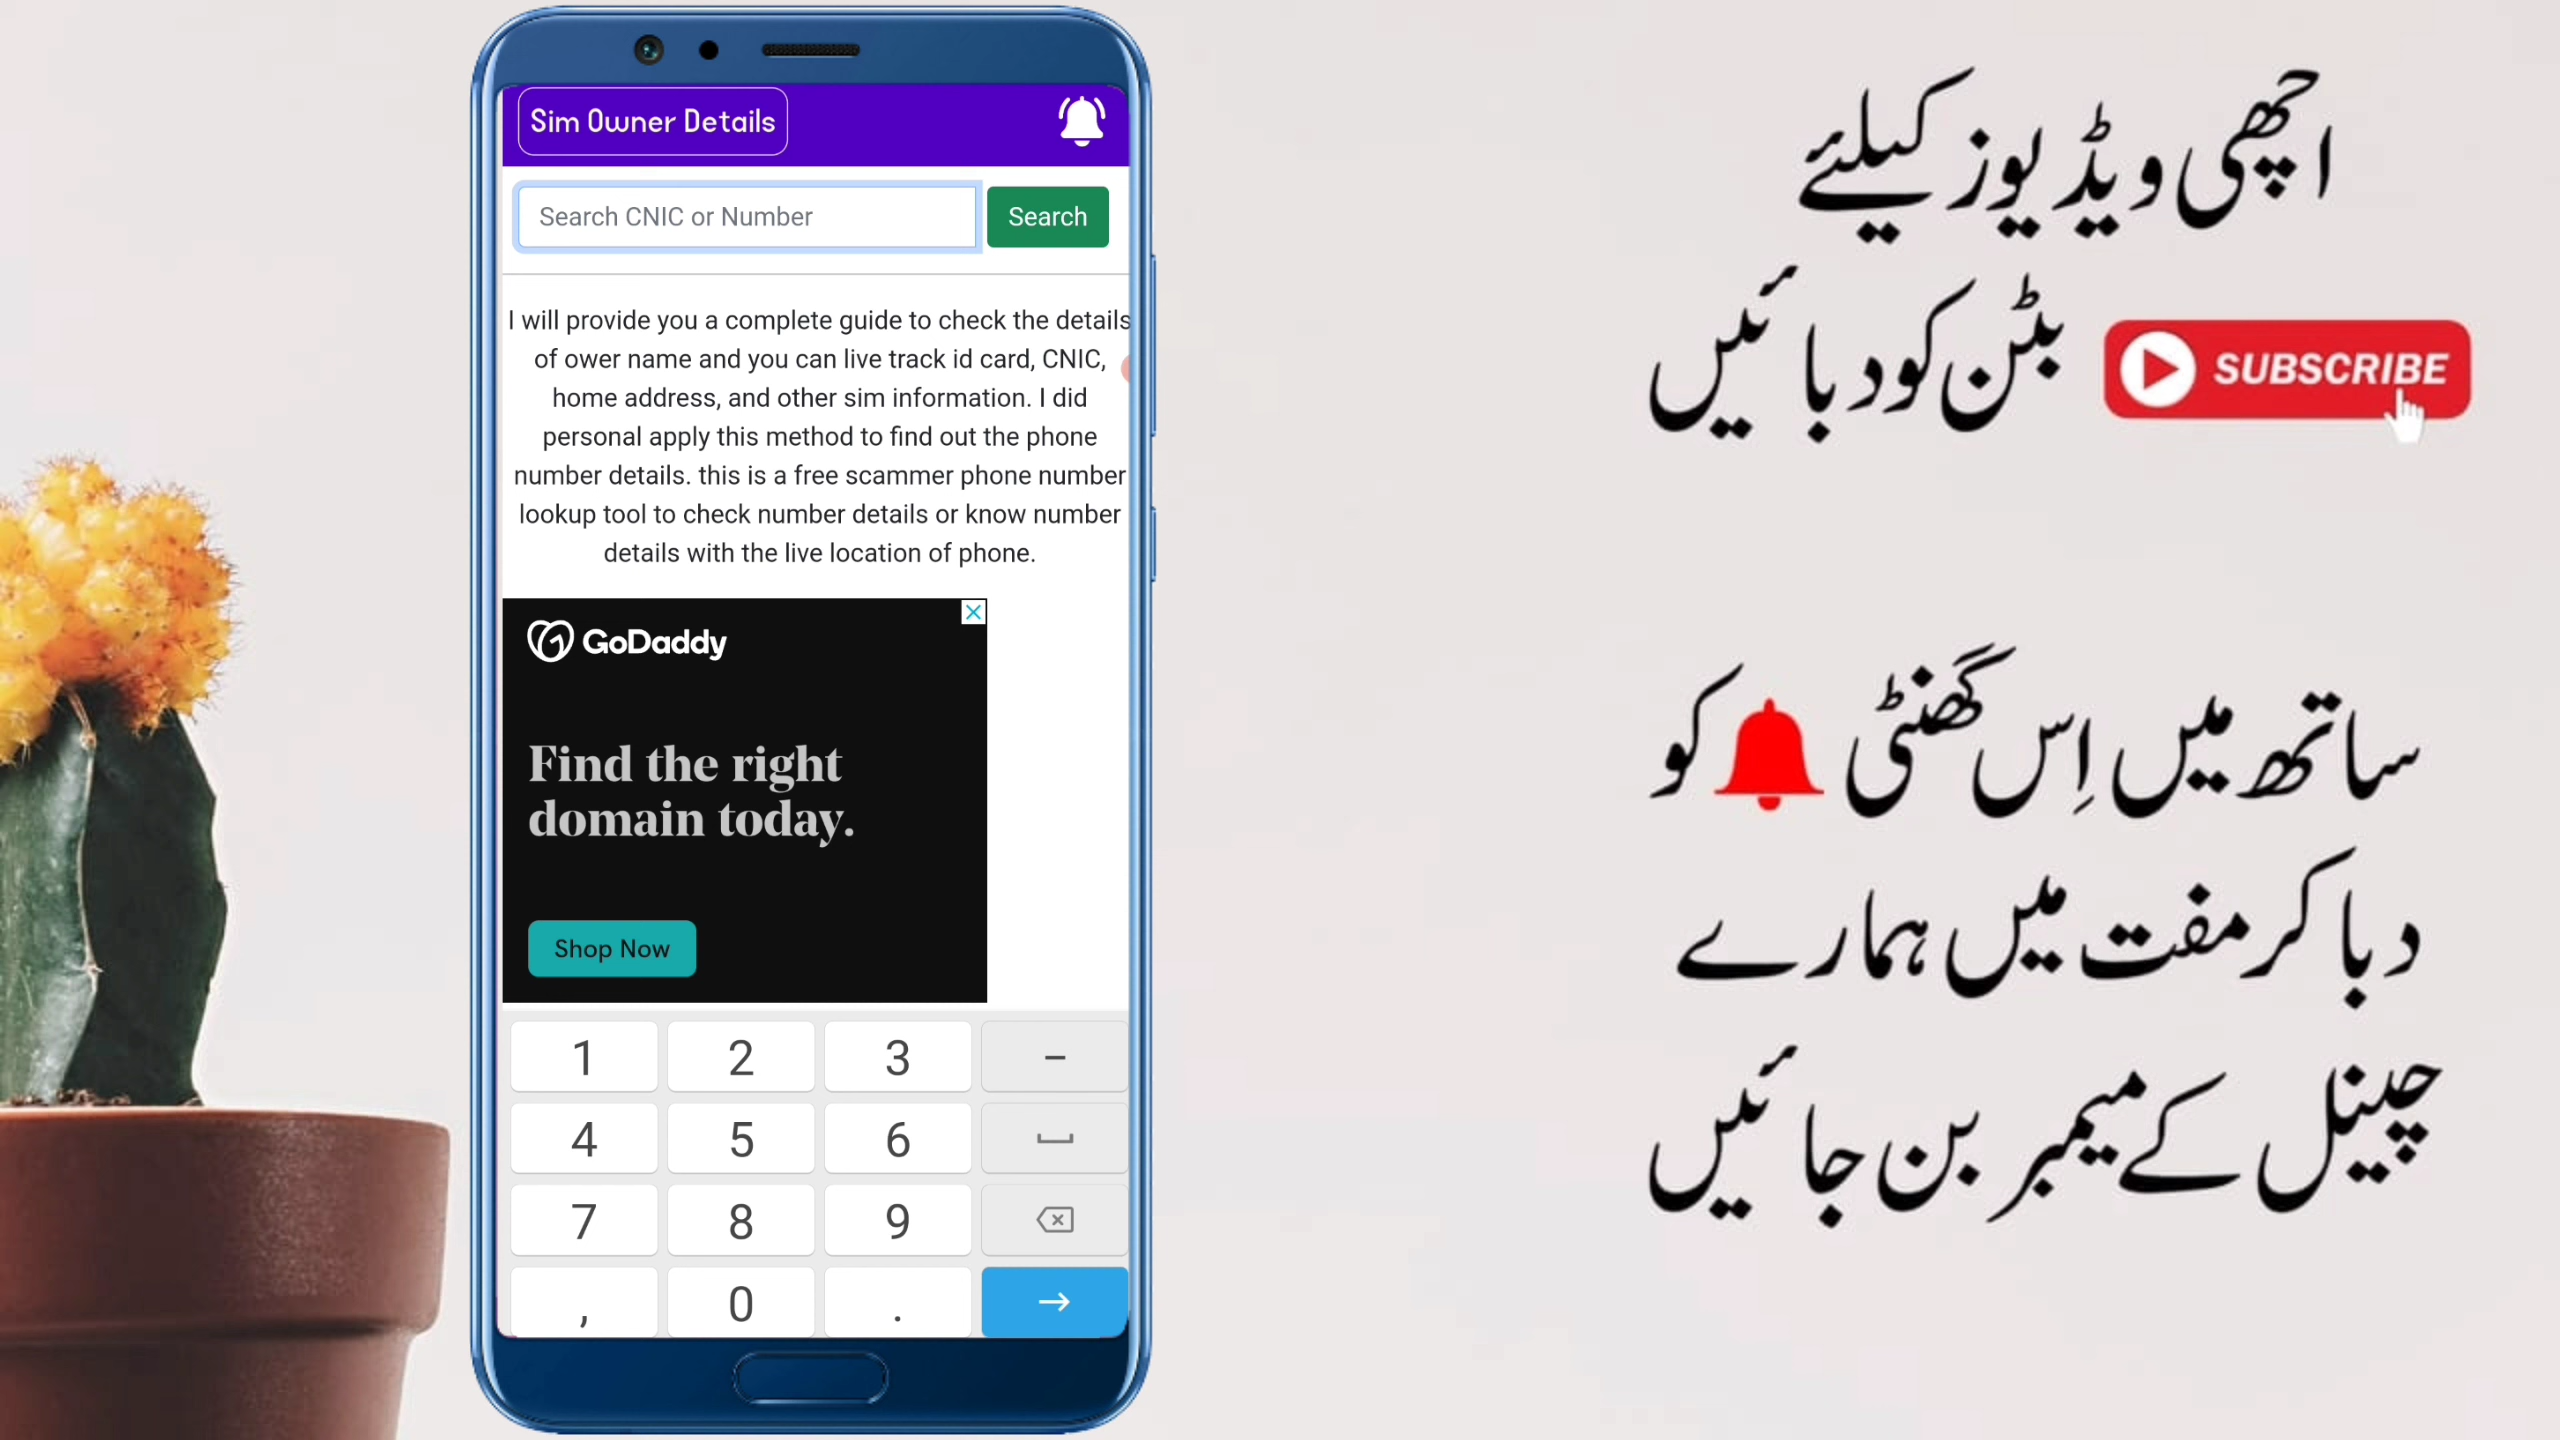 Sim Owner Details
Search CNIC or Number
Search
I will provide you a complete guide to check the details
of ower name and you can live track id card, CNIC,
home address, and other sim information. I did
personal apply this method to find out the phone
number details. this is a free scammer phone number
lookup tool to check number details or know number
details with the live location of phone.
GoDaddy
Find the right
domain today.
Shop Now
1 2 3 –
4 5 6
7 8 9
, 0 .
اچھی ویڈیوز کیلئے
SUBSCRIBE بٹن کو دبائیں
ساتھ میں اِس گھنٹی کو
دبا کر مفت میں ہمارے
چینل کے میمبر بن جائیں